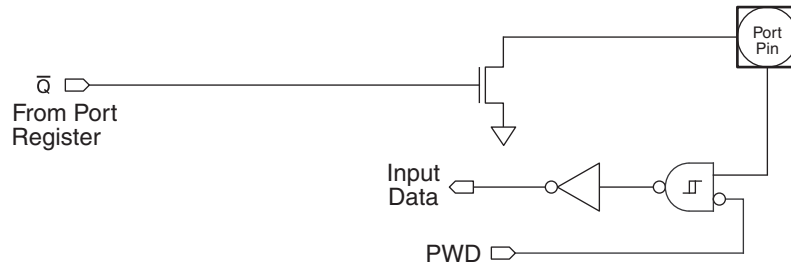 Port
Pin
Q̅
From Port
Register
Input
Data
PWD